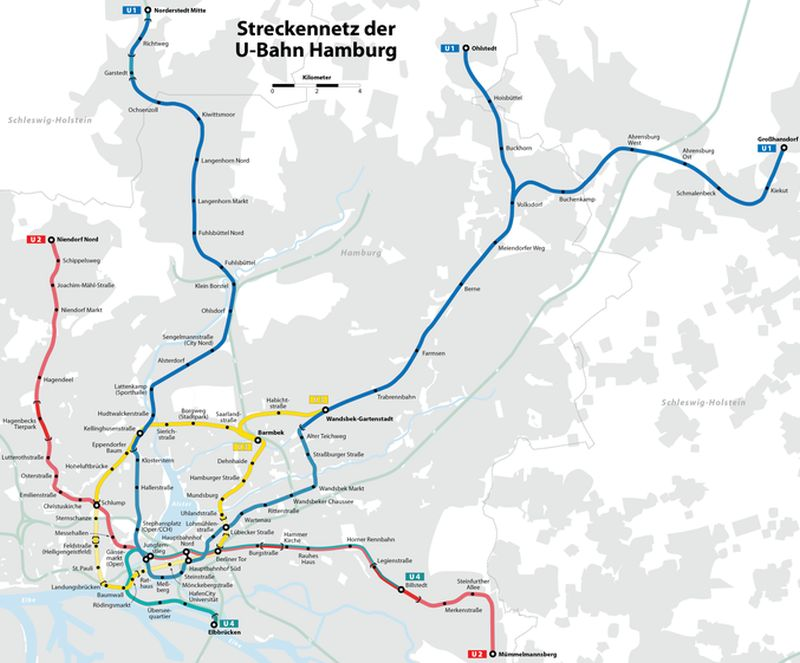 Streckennetz der
U-Bahn Hamburg
Kilometer
0 2 4
U1 Norderstedt Mitte
Richtweg
Garstedt
Ochsenzoll
Kiwittsmoor
Schleswig-Holstein
Langenhorn Nord
Langenhorn Markt
Fuhlsbüttel Nord
Fuhlsbüttel
Klein Borstel
Ohlsdorf
Sengelmannstraße
(City Nord)
Alsterdorf
Lattenkamp
(Sporthalle)
Hudtwalckerstraße
Kellinghusenstraße
U1 Ohlstedt
Hoisbüttel
Buckhorn
Volksdorf
Buchenkamp
Ahrensburg
West
Ahrensburg
Ost
Schmalenbeck
Kiekut
Großhansdorf
U1
Meiendorfer Weg
Berne
Farmsen
Trabrennbahn
Hamburg
Schleswig-Holstein
U2 Niendorf Nord
Schippelsweg
Joachim-Mähl-Straße
Niendorf Markt
Hagendeel
Hagenbecks
Tierpark
Lutterothstraße
Osterstraße
Emilienstraße
Christuskirche
Schlump
Sternschanze
Messehallen
Feldstraße
(Heiligengeistfeld)
St. Pauli
Landungsbrücken
Baumwall
Rödingsmarkt
Eppendorfer
Baum
Hoheluftbrücke
Klosterstern
Hallerstraße
Stephansplatz
(Oper/CCH)
Gänse-
markt
(Oper)
Jungfern-
stieg
Rat-
haus
Meß-
berg
Hauptbahnhof
Nord
Hauptbahnhof Süd
Steinstraße
Mönckebergstraße
HafenCity
Universität
Übersee-
quartier
Elbbrücken
U4
Borgweg
(Stadtpark)
Sierich-
straße
Saarland-
straße
Habicht-
straße
Wandsbek-Gartenstadt
Barmbek
Dehnhaide
Hamburger Straße
Mundsburg
Uhlandstraße
Lohmühlen-
straße
Lübecker Straße
Berliner Tor
Alter Teichweg
Straßburger Straße
Wandsbek Markt
Wandsbeker Chaussee
Ritterstraße
Wartenau
Burgstraße
Hammer
Kirche
Rauhes
Haus
Horner Rennbahn
Legienstraße
U4
Billstedt
Merkenstraße
Steinfurther
Allee
U2 Mümmelmannsberg
Alster
Elbe